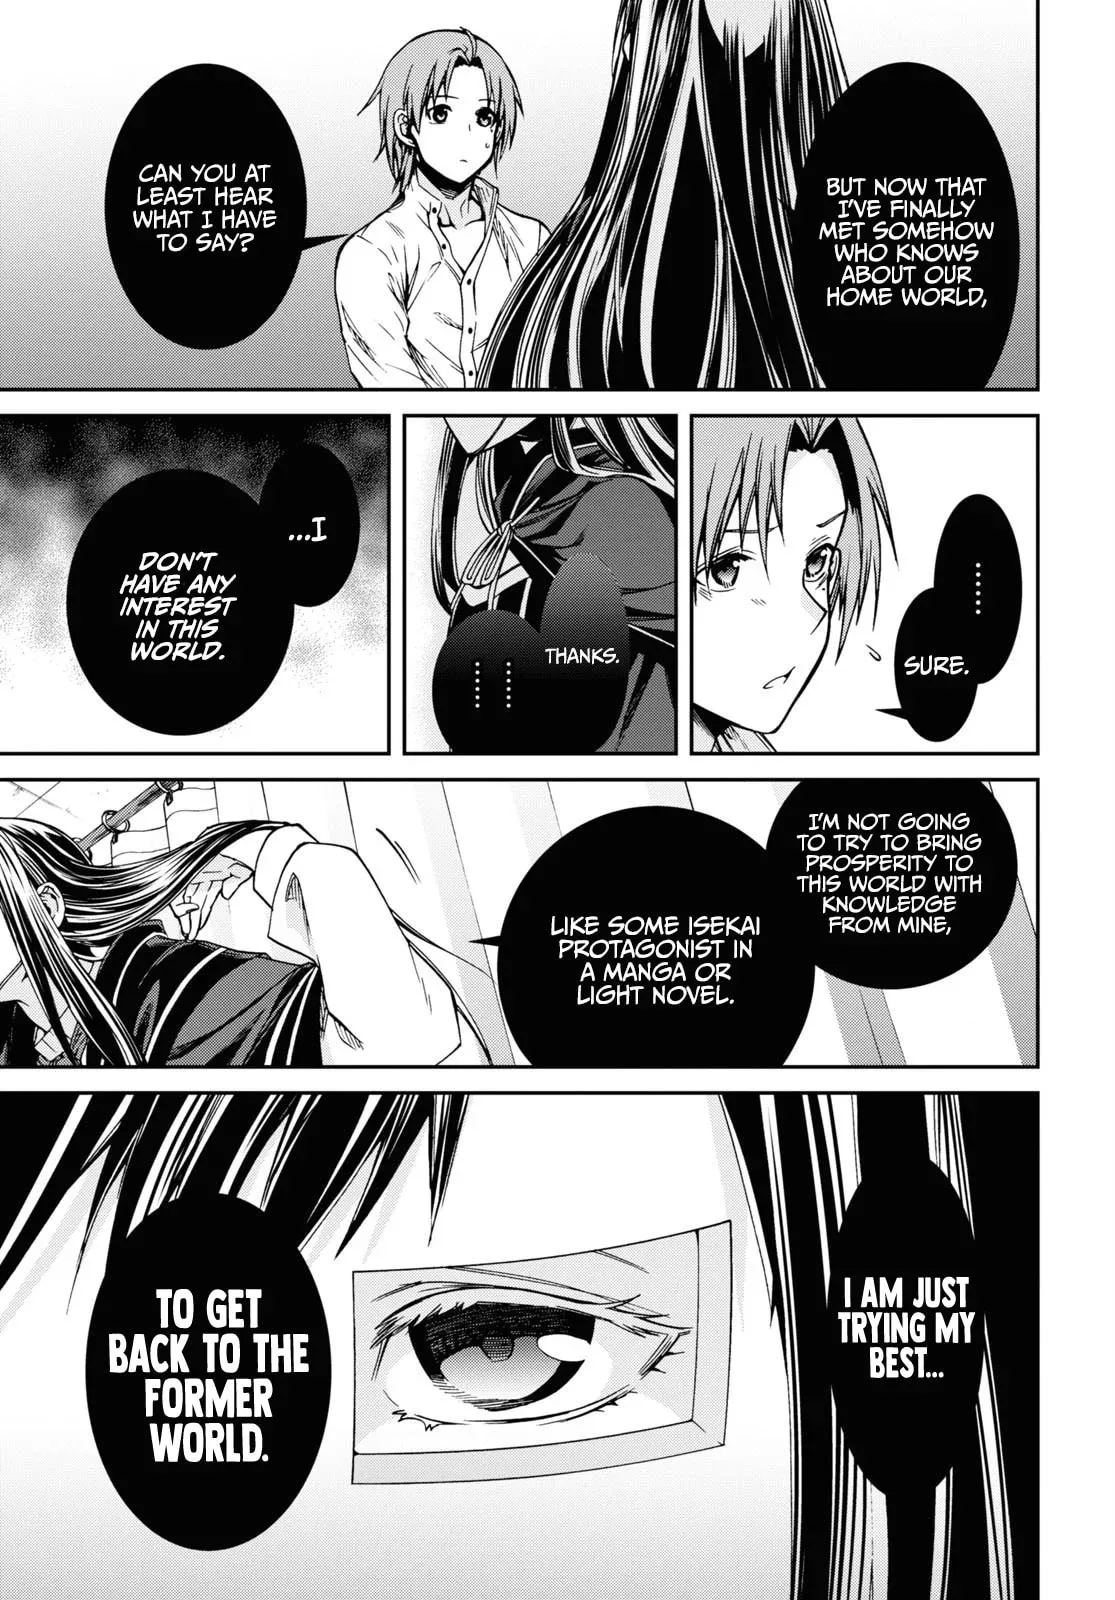 BUT NOW THAT
I'VE FINALLY
MET SOMEHOW
WHO KNOWS
ABOUT OUR
HOME WORLD,
CAN YOU AT
LEAST HEAR
WHAT I HAVE
TO SAY?
......
SURE.
THANKS.
......
...I
DON'T
HAVE ANY
INTEREST
IN THIS
WORLD.
I'M NOT GOING
TO TRY TO BRING
PROSPERITY TO
THIS WORLD WITH
KNOWLEDGE
FROM MINE,
LIKE SOME ISEKAI
PROTAGONIST IN
A MANGA OR
LIGHT NOVEL.
I AM JUST
TRYING MY
BEST...
TO GET
BACK TO THE
FORMER
WORLD.